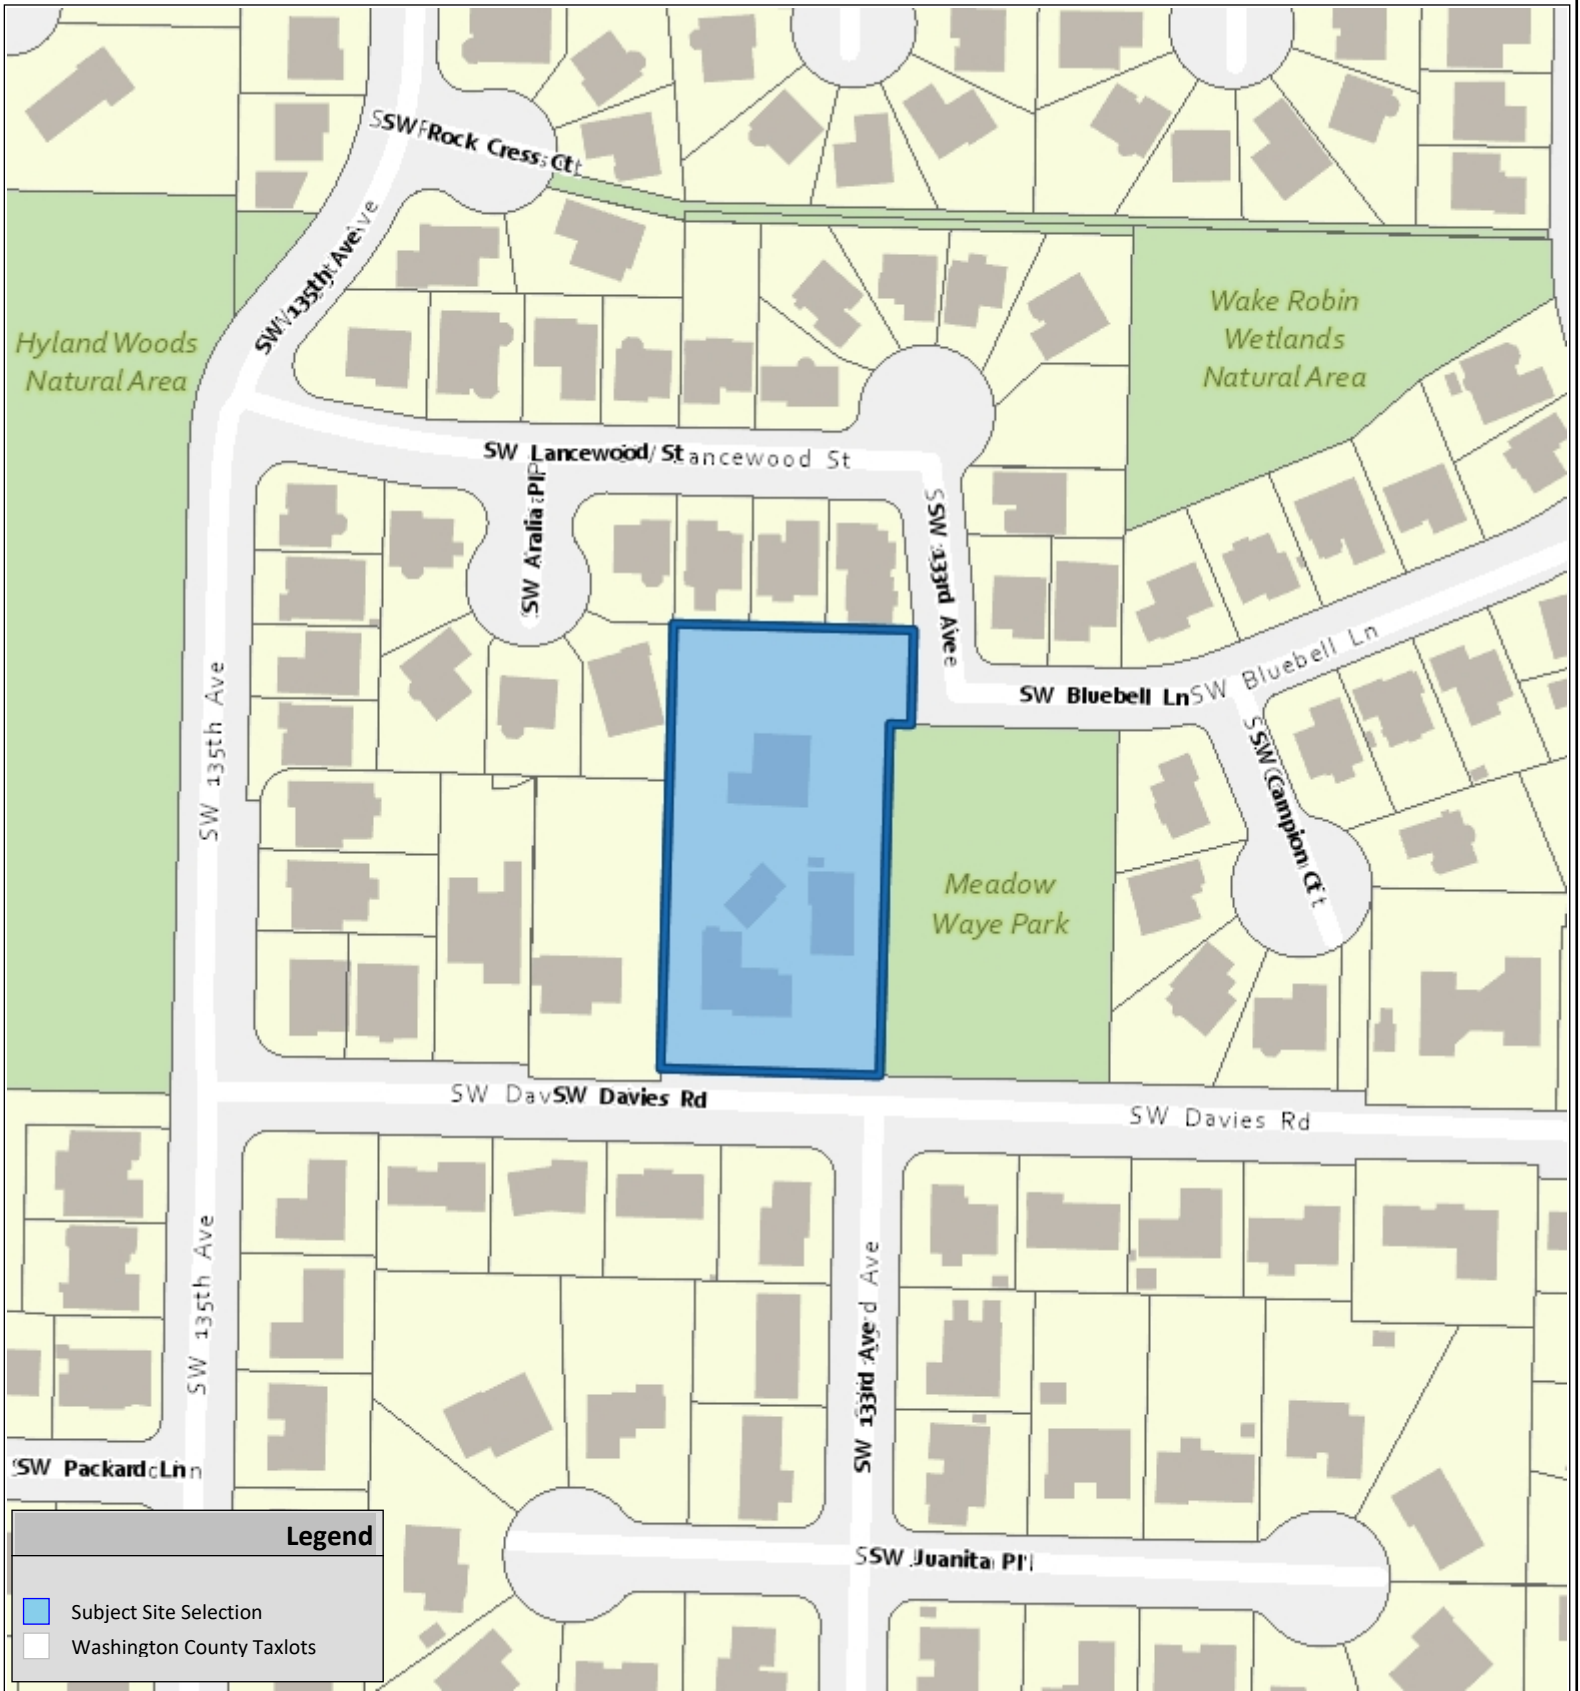 SW Rock Cress Ct
SW 135th Ave
Hyland Woods
Natural Area
Wake Robin
Wetlands
Natural Area
SW Lancewood St
Lancewood St
SW Aralia Pl
SW 133rd Ave
SW Bluebell Ln
SW Bluebell Ln
SW 135th Ave
SW Campion Ct
Meadow
Waye Park
SW Davies Rd
SW Davies Rd
SW 135th Ave
SW 133rd Ave
SW Packard Ln
SW Juanita Pl
Legend
Subject Site Selection
Washington County Taxlots